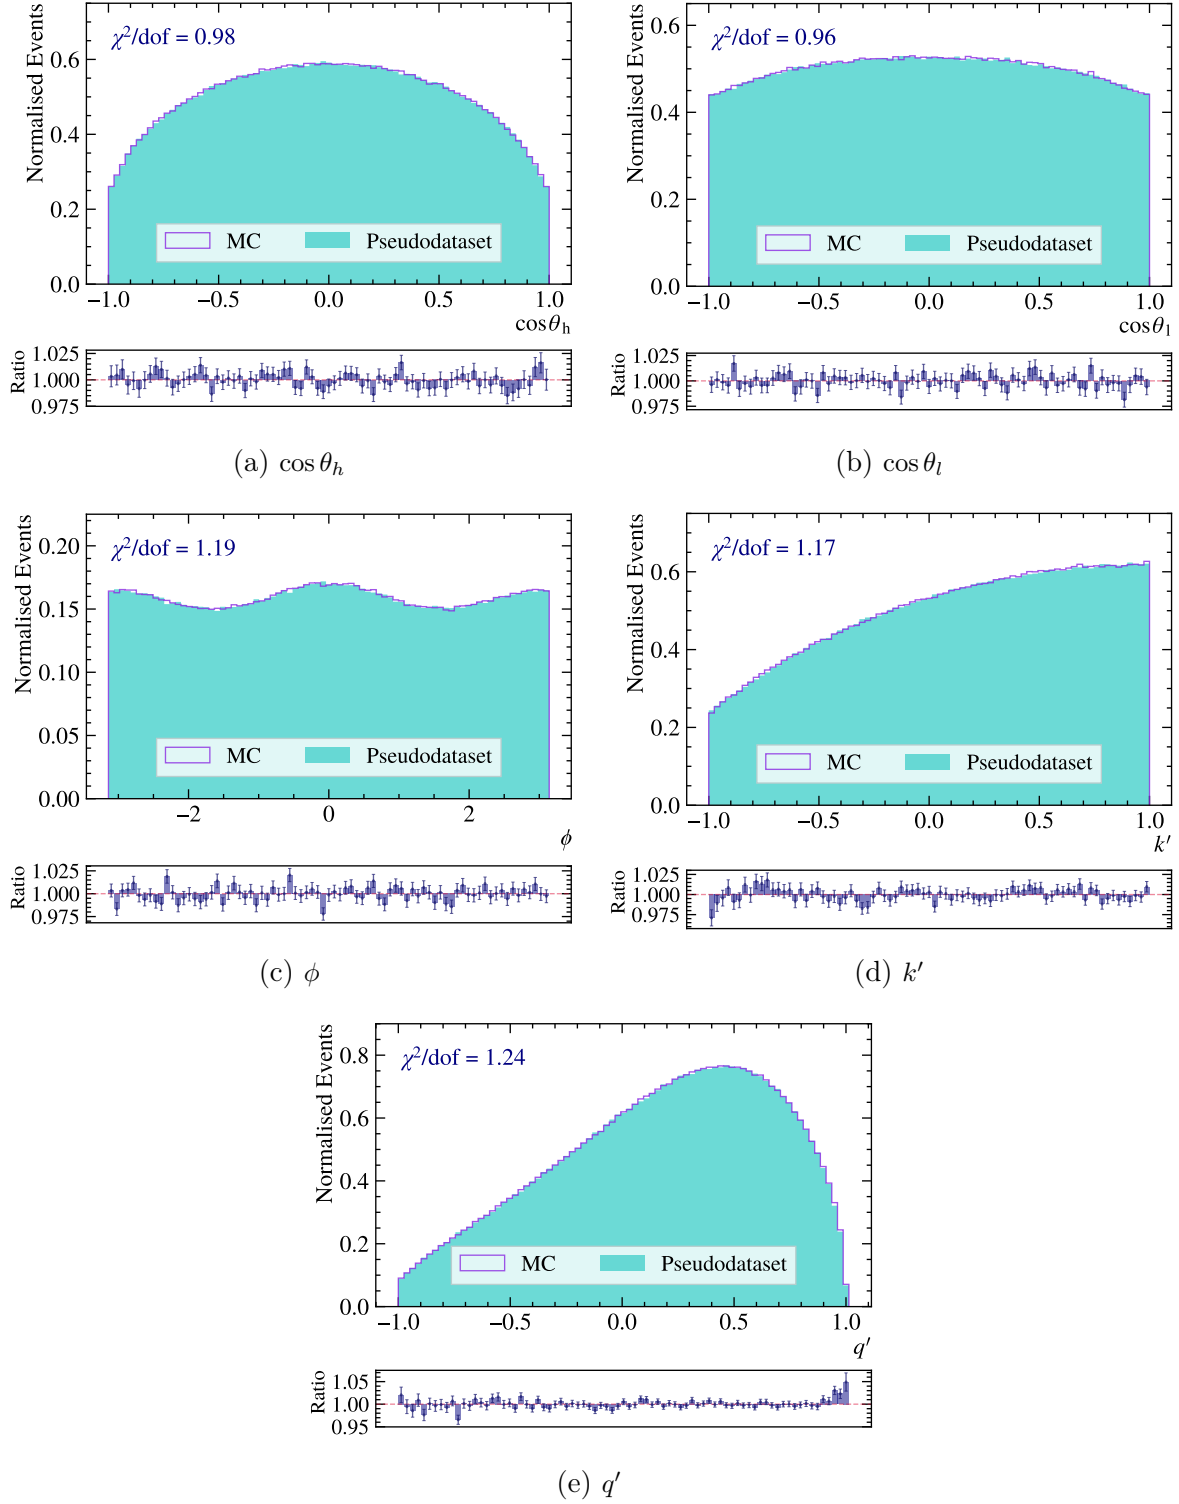 χ²/dof = 0.98
Normalised Events
0.6
0.4
0.2
0.0
MC Pseudodataset
−1.0 −0.5 0.0 0.5 1.0
cosθ_h
Ratio
1.025
1.000
0.975
(a) cos θ_h
χ²/dof = 0.96
Normalised Events
0.6
0.4
0.2
0.0
MC Pseudodataset
−1.0 −0.5 0.0 0.5 1.0
cosθ_l
Ratio
1.025
1.000
0.975
(b) cos θ_l
χ²/dof = 1.19
Normalised Events
0.20
0.15
0.10
0.05
0.00
MC Pseudodataset
−2 0 2
ϕ
Ratio
1.025
1.000
0.975
(c) ϕ
χ²/dof = 1.17
Normalised Events
0.6
0.4
0.2
0.0
MC Pseudodataset
−1.0 −0.5 0.0 0.5 1.0
k′
Ratio
1.025
1.000
0.975
(d) k′
χ²/dof = 1.24
Normalised Events
0.8
0.6
0.4
0.2
0.0
MC Pseudodataset
−1.0 −0.5 0.0 0.5 1.0
q′
Ratio
1.05
1.00
0.95
(e) q′